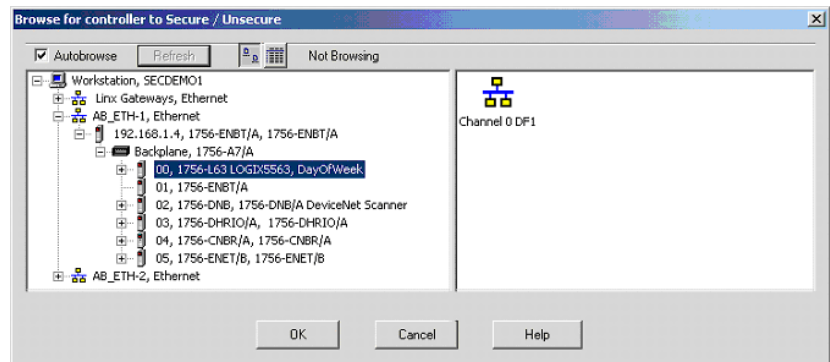 Browse for controller to Secure / Unsecure
Autobrowse Refresh Not Browsing
Workstation, SECDEMO1
Linx Gateways, Ethernet
AB_ETH-1, Ethernet
192.168.1.4, 1756-ENBT/A, 1756-ENBT/A
Backplane, 1756-A7/A
00, 1756-L63 LOGIX5563, DayOfWeek
01, 1756-ENBT/A
02, 1756-DNB, 1756-DNB/A DeviceNet Scanner
03, 1756-DHRIO/A, 1756-DHRIO/A
04, 1756-CNBR/A, 1756-CNBR/A
05, 1756-ENET/B, 1756-ENET/B
AB_ETH-2, Ethernet
Channel 0 DF1
OK Cancel Help